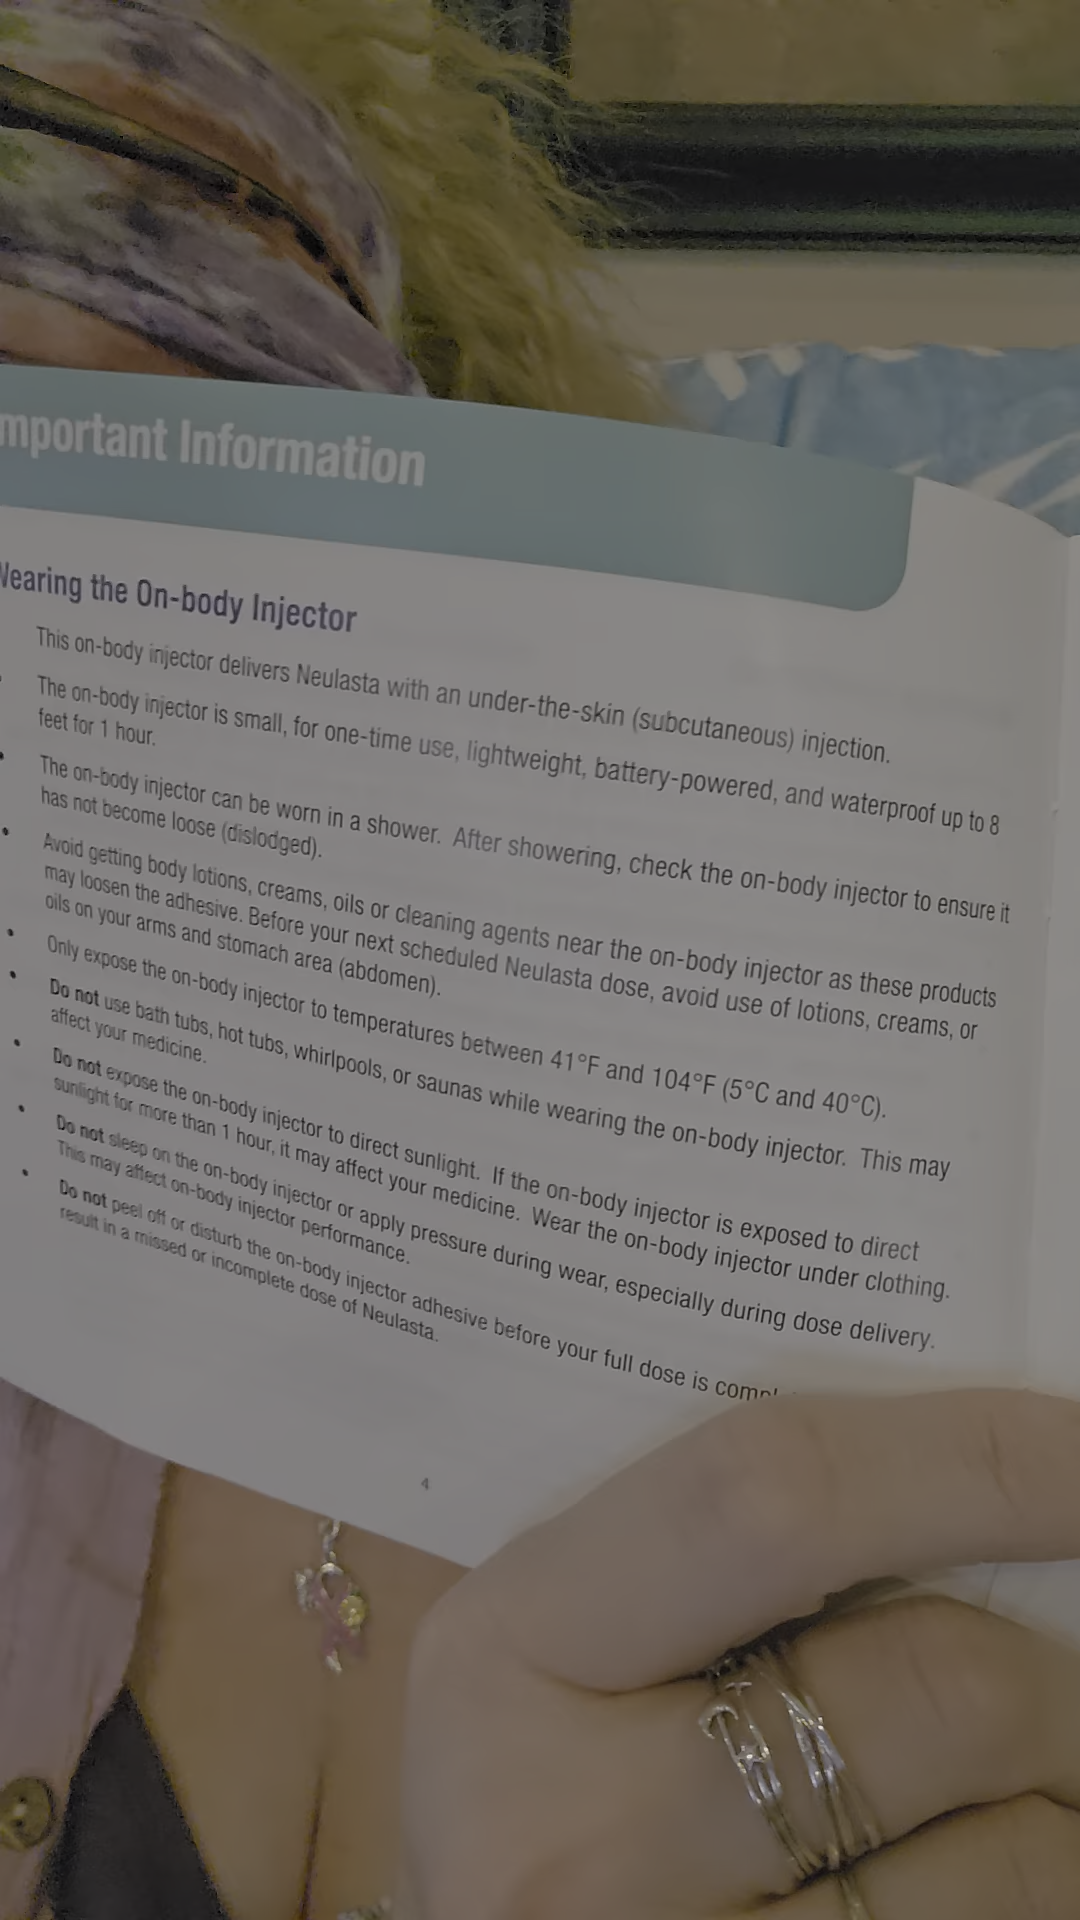 mportant Information
Wearing the On-body Injector
This on-body injector delivers Neulasta with an under-the-skin (subcutaneous) injection.
• The on-body injector is small, for one-time use, lightweight, battery-powered, and waterproof up to 8
feet for 1 hour.
• The on-body injector can be worn in a shower. After showering, check the on-body injector to ensure it
has not become loose (dislodged).
• Avoid getting body lotions, creams, oils or cleaning agents near the on-body injector as these products
may loosen the adhesive. Before your next scheduled Neulasta dose, avoid use of lotions, creams, or
oils on your arms and stomach area (abdomen).
• Only expose the on-body injector to temperatures between 41°F and 104°F (5°C and 40°C).
• Do not use bath tubs, hot tubs, whirlpools, or saunas while wearing the on-body injector. This may
affect your medicine.
• Do not expose the on-body injector to direct sunlight. If the on-body injector is exposed to direct
sunlight for more than 1 hour, it may affect your medicine. Wear the on-body injector under clothing.
• Do not sleep on the on-body injector or apply pressure during wear, especially during dose delivery.
This may affect on-body injector performance.
• Do not peel off or disturb the on-body injector adhesive before your full dose is compl
result in a missed or incomplete dose of Neulasta.
4